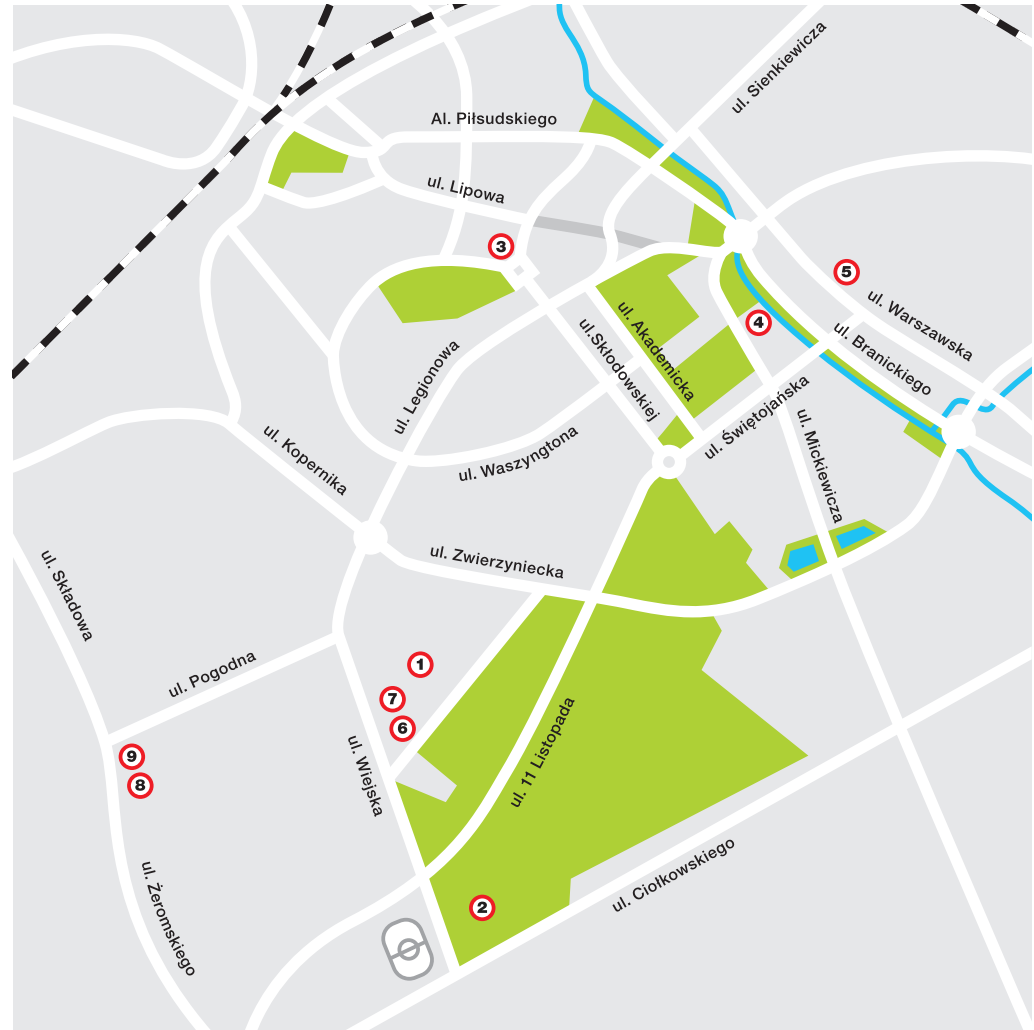 ul. Sienkiewicza
Al. Piłsudskiego
ul. Lipowa
3
5
ul. Warszawska
4
ul. Akademicka
ul.Skłodowskiej
ul. Branickiego
ul. Legionowa
ul. Świętojańska
ul. Mickiewicza
ul. Kopernika
ul. Waszyngtona
ul. Zwierzyniecka
ul. Składowa
ul. Pogodna
1
7
6
9
8
ul. Wiejska
ul. 11 Listopada
ul. Ciołkowskiego
ul. Żeromskiego
2